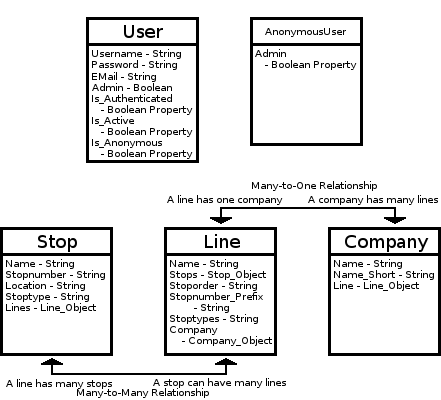 User
Username - String
Password - String
EMail - String
Admin - Boolean
Is_Authenticated
- Boolean Property
Is_Active
- Boolean Property
Is_Anonymous
- Boolean Property
AnonymousUser
Admin
- Boolean Property
Many-to-One Relationship
A line has one company
A company has many lines
Stop
Name - String
Stopnumber - String
Location - String
Stoptype - String
Lines - Line_Object
Line
Name - String
Stops - Stop_Object
Stoporder - String
Stopnumber_Prefix
- String
Stoptypes - String
Company
- Company_Object
Company
Name - String
Name_Short - String
Line - Line_Object
A line has many stops
A stop can have many lines
Many-to-Many Relationship